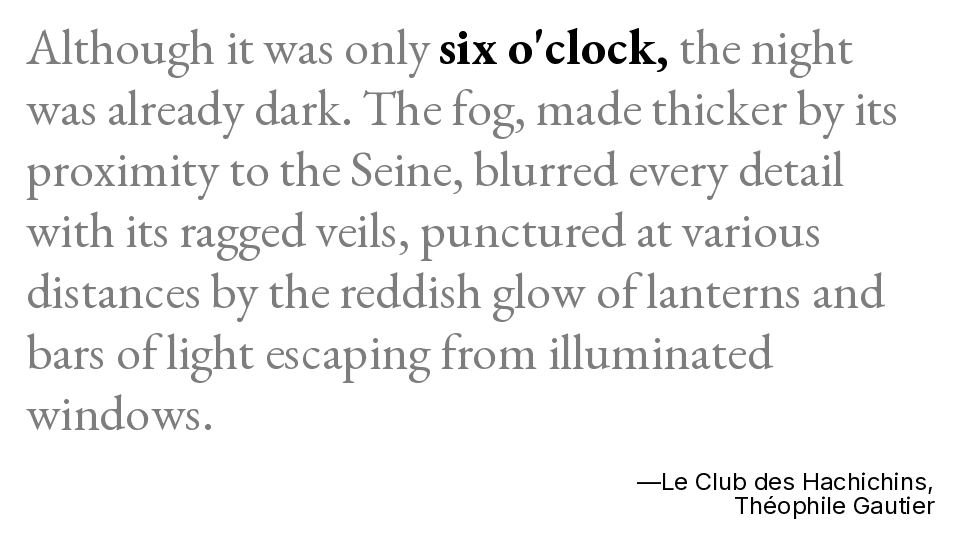 Although it was only six o'clock, the night
was already dark. The fog, made thicker by its
proximity to the Seine, blurred every detail
with its ragged veils, punctured at various
distances by the reddish glow of lanterns and
bars of light escaping from illuminated
windows.
—Le Club des Hachichins,
Théophile Gautier